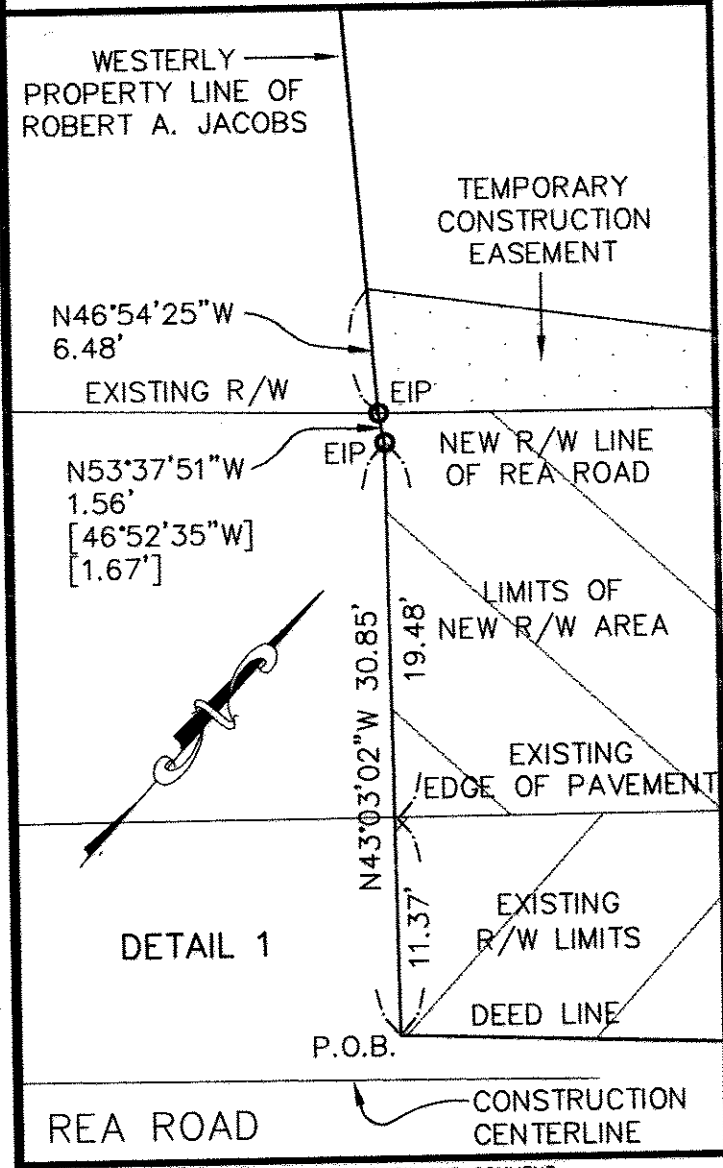 WESTERLY
PROPERTY LINE OF
ROBERT A. JACOBS
TEMPORARY
CONSTRUCTION
EASEMENT
N46°54'25"W
6.48'
EXISTING R/W
EIP
N53°37'51"W
1.56'
[46°52'35"W]
[1.67']
EIP
NEW R/W LINE
OF REA ROAD
LIMITS OF
NEW R/W AREA
N43°03'02"W 30.85'
19.48'
EXISTING
EDGE OF PAVEMENT
11.37'
DETAIL 1
EXISTING
R/W LIMITS
DEED LINE
P.O.B.
CONSTRUCTION
CENTERLINE
REA ROAD